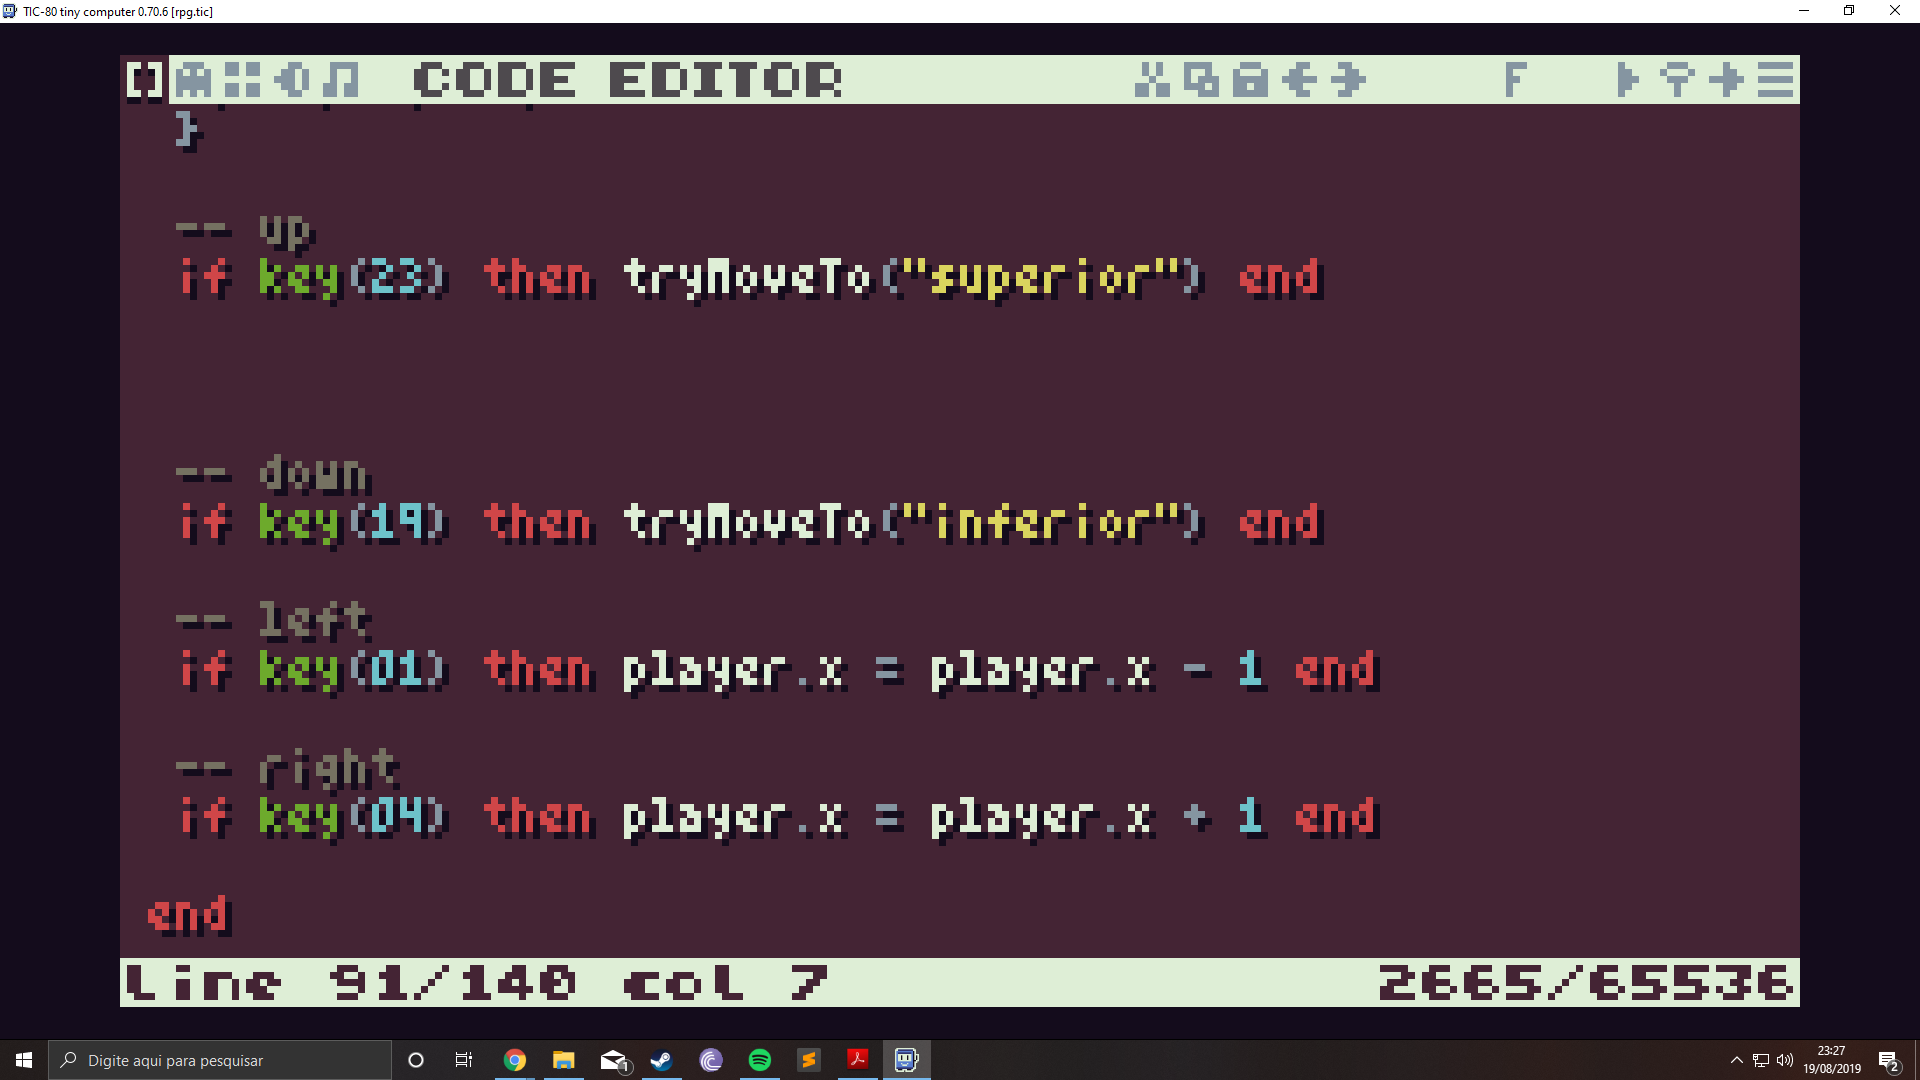 TIC-80 tiny computer 0.70.6 [rpg.tic]
CODE EDITOR
F
}
-- up
if key(23) then tryMoveTo("superior") end
-- down
if key(19) then tryMoveTo("inferior") end
-- left
if key(01) then player.x = player.x - 1 end
-- right
if key(04) then player.x = player.x + 1 end
end
line 91/140 col 7
2665/65536
Digite aqui para pesquisar
1
23:27
19/08/2019
2